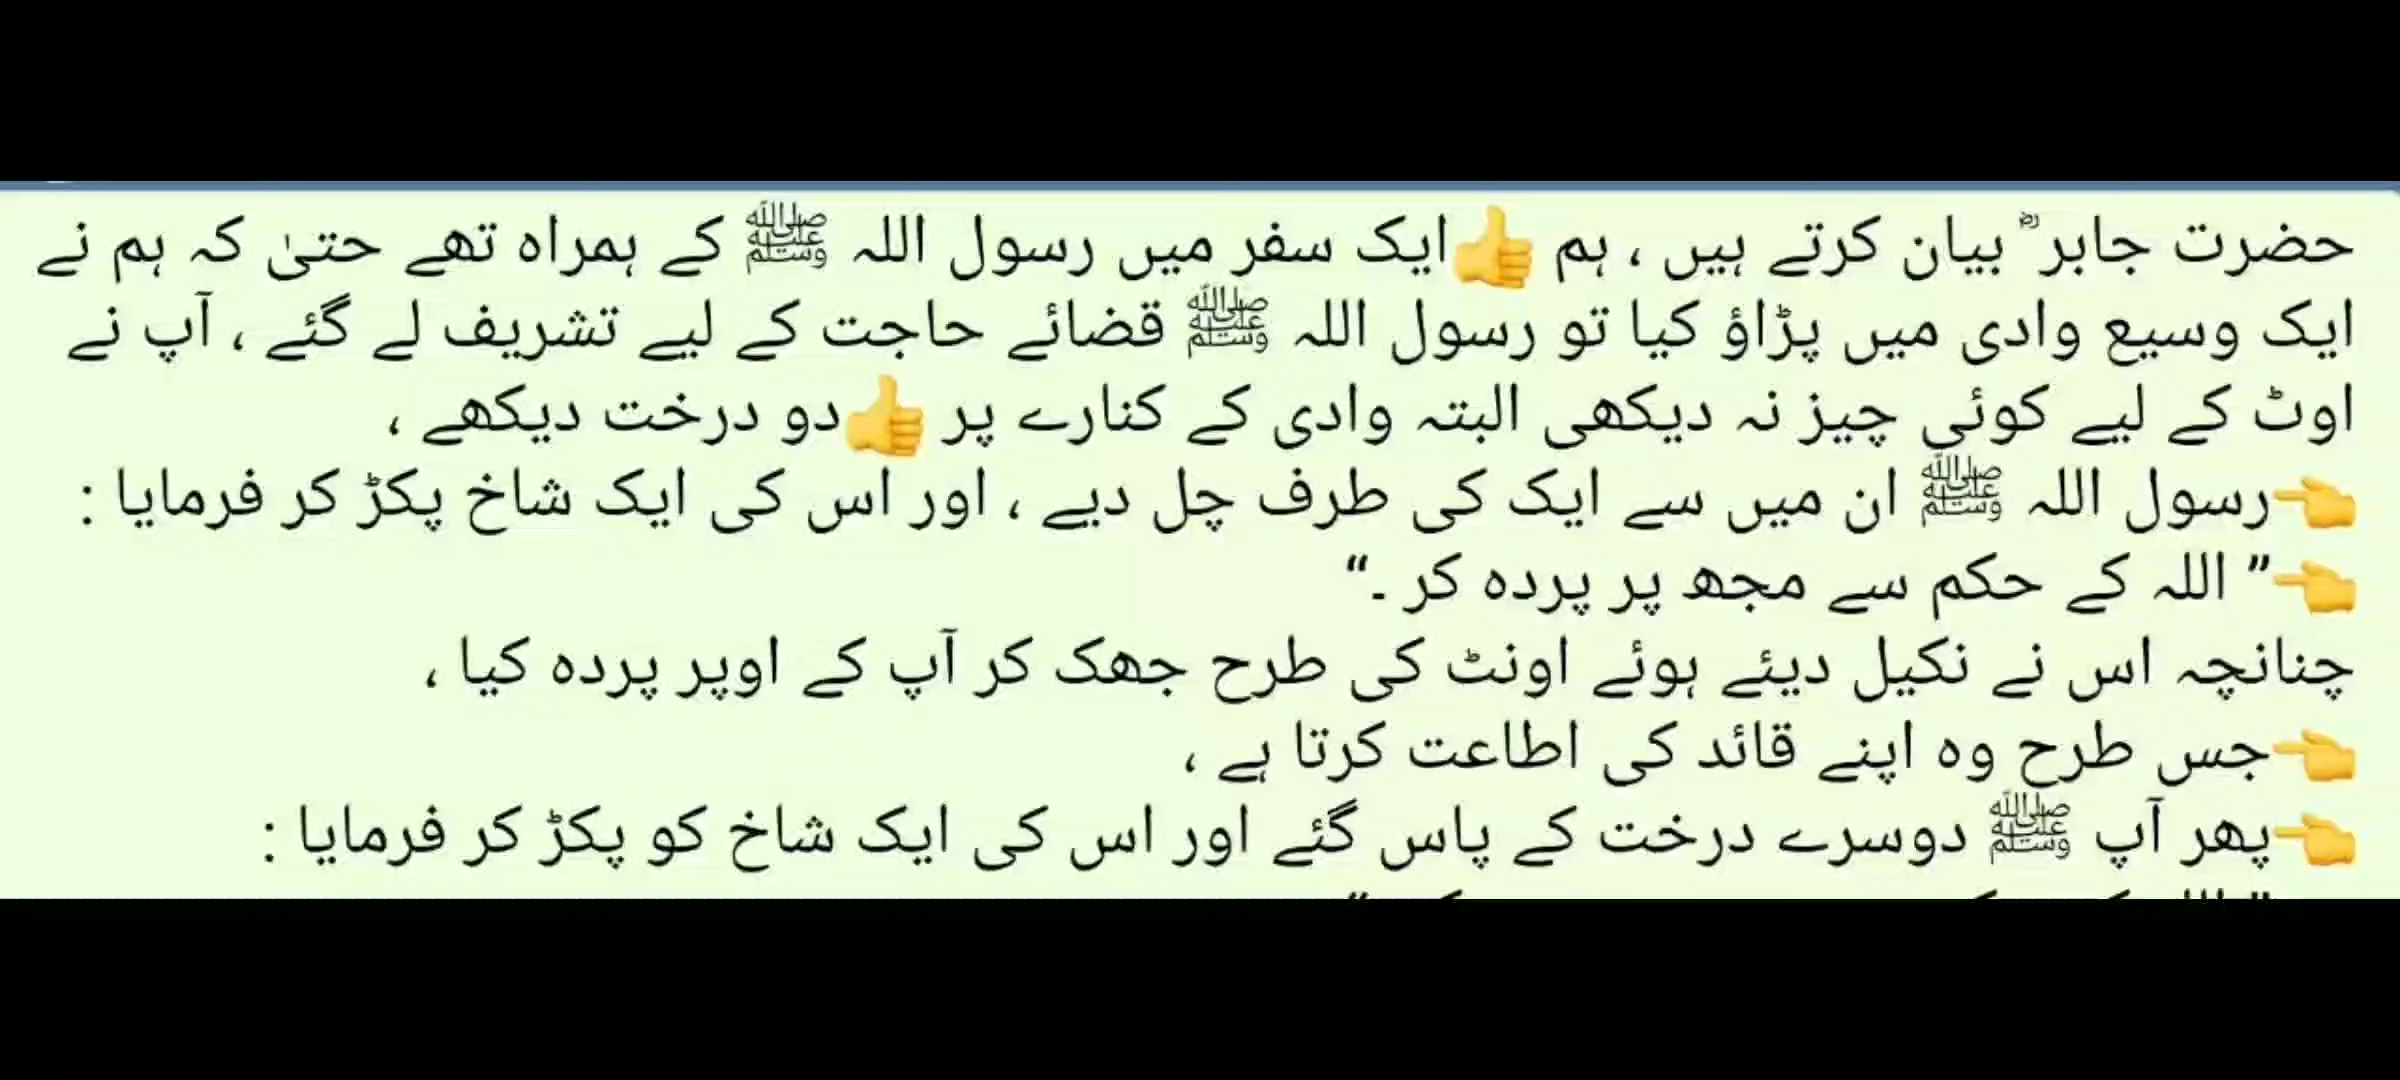 حضرت جابر ؓ بیان کرتے ہیں ، ہم 👍ایک سفر میں رسول اللہ ﷺ کے ہمراہ تھے حتیٰ کہ ہم نے
ایک وسیع وادی میں پڑاؤ کیا تو رسول اللہ ﷺ قضائے حاجت کے لیے تشریف لے گئے ، آپ نے
اوٹ کے لیے کوئی چیز نہ دیکھی البتہ وادی کے کنارے پر 👍دو درخت دیکھے ،
👈رسول اللہ ﷺ ان میں سے ایک کی طرف چل دیے ، اور اس کی ایک شاخ پکڑ کر فرمایا :
👈” اللہ کے حکم سے مجھ پر پردہ کر ۔“
چنانچہ اس نے نکیل دیئے ہوئے اونٹ کی طرح جھک کر آپ کے اوپر پردہ کیا ،
👈جس طرح وہ اپنے قائد کی اطاعت کرتا ہے ،
👈پھر آپ ﷺ دوسرے درخت کے پاس گئے اور اس کی ایک شاخ کو پکڑ کر فرمایا :